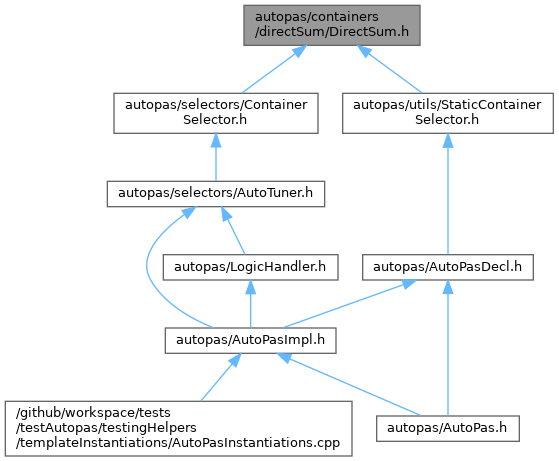 autopas/containers
/directSum/DirectSum.h
autopas/selectors/Container
Selector.h
autopas/utils/StaticContainer
Selector.h
autopas/selectors/AutoTuner.h
autopas/LogicHandler.h
autopas/AutoPasDecl.h
autopas/AutoPasImpl.h
/github/workspace/tests
/testAutopas/testingHelpers
/templateInstantiations/AutoPasInstantiations.cpp
autopas/AutoPas.h